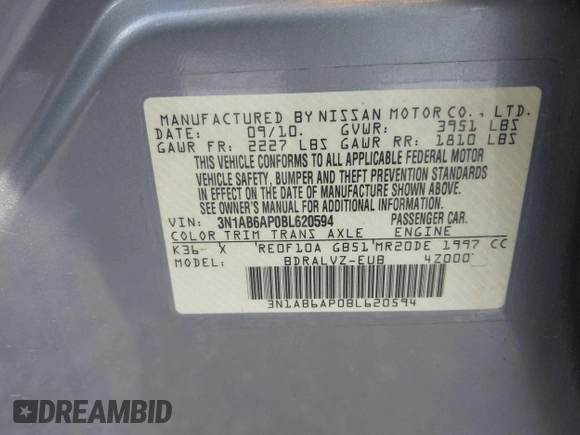 MANUFACTURED BY NISSAN MOTOR CO., LTD.
DATE: 09/10. GVWR: 3951 LBS
GAWR FR: 2227 LBS GAWR RR: 1810 LBS
THIS VEHICLE CONFORMS TO ALL APPLICABLE FEDERAL MOTOR
VEHICLE SAFETY, BUMPER AND THEFT PREVENTION STANDARDS
IN EFFECT ON THE DATE OF MANUFACTURE SHOWN ABOVE.
SEE OWNER'S MANUAL FOR ADDITIONAL INFORMATION.
VIN: 3N1AB6AP0BL620594 PASSENGER CAR.
COLOR TRIM TRANS AXLE ENGINE
K36- X RE0F10A GB51 MR20DE 1997 CC
MODEL: BDRALVZ-EUB 4Z000
3N1AB6AP0BL620594
DREAMBID